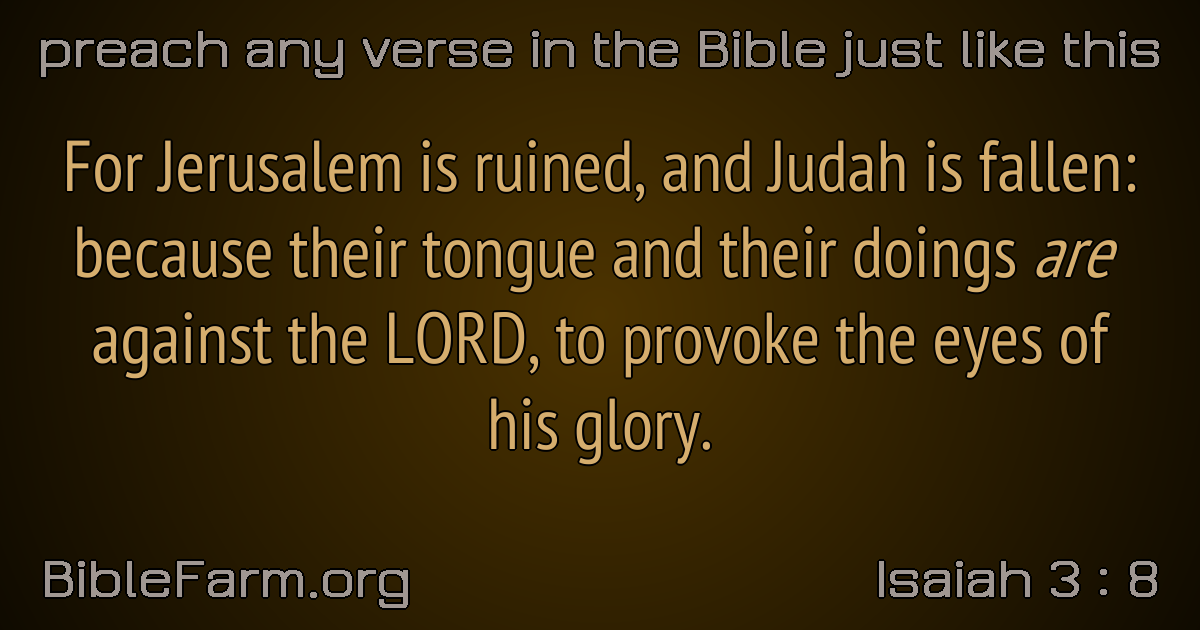 preach any verse in the Bible just like this
For Jerusalem is ruined, and Judah is fallen:
because their tongue and their doings are
against the LORD, to provoke the eyes of
his glory.
BibleFarm.org
Isaiah 3 : 8